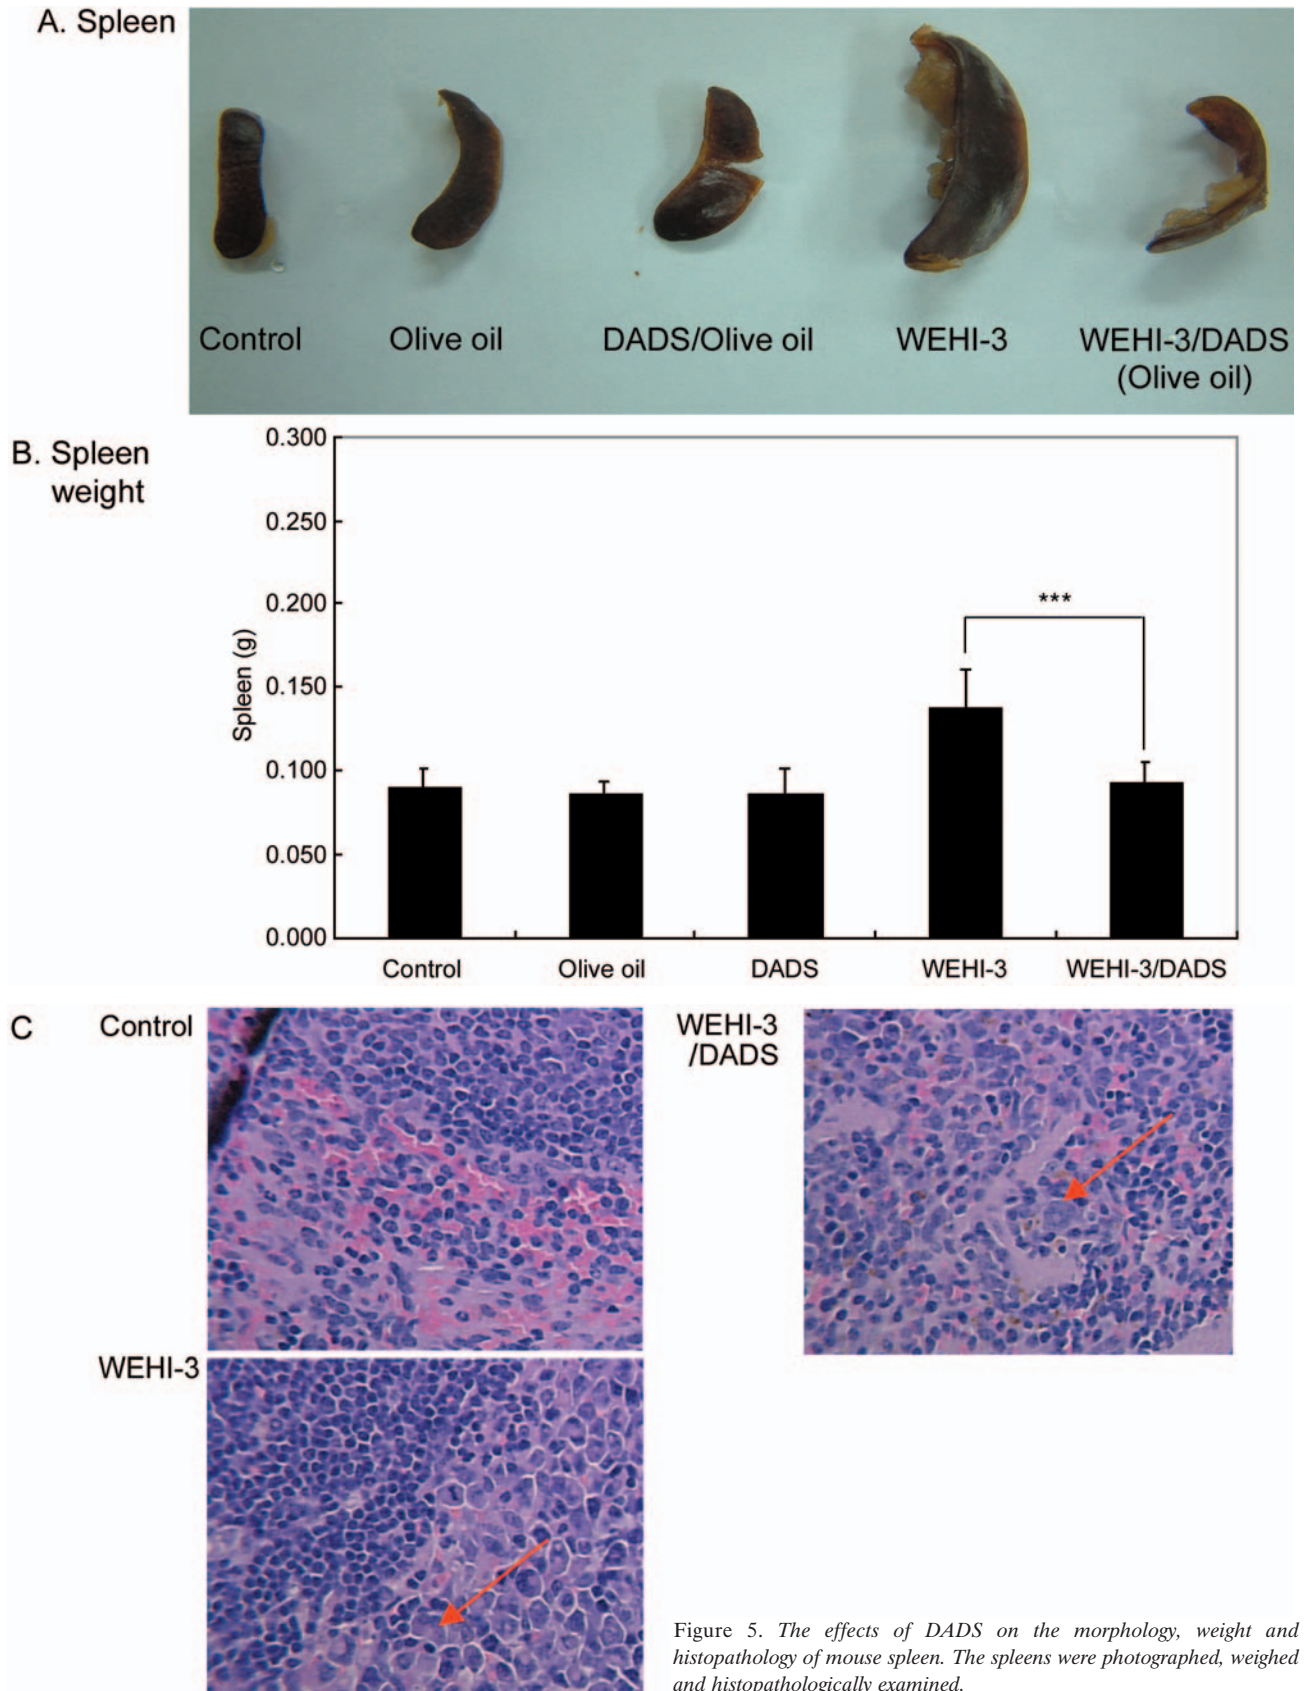 A. Spleen
Control
Olive oil
DADS/Olive oil
WEHI-3
WEHI-3/DADS
(Olive oil)
B. Spleen
weight
0.300
0.250
0.200
0.150
0.100
0.050
0.000
Spleen (g)
***
Control
Olive oil
DADS
WEHI-3
WEHI-3/DADS
C
Control
WEHI-3
/DADS
WEHI-3
Figure 5. The effects of DADS on the morphology, weight and
histopathology of mouse spleen. The spleens were photographed, weighed
and histopathologically examined.